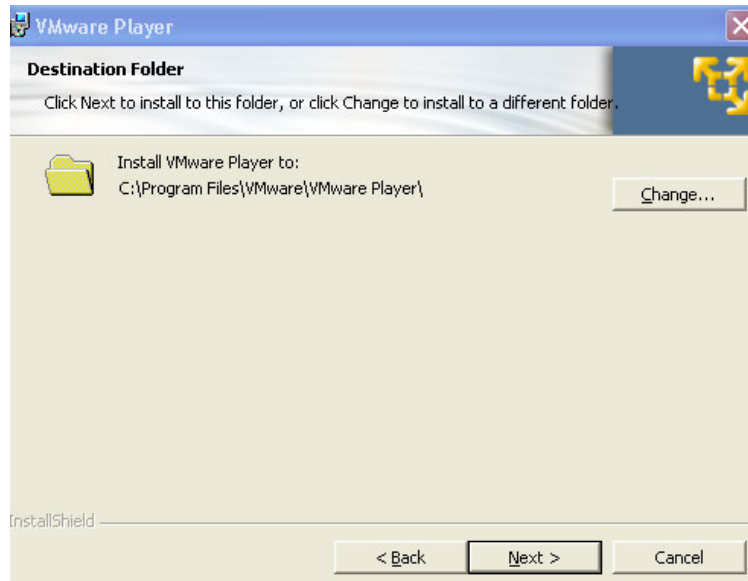 VMware Player
Destination Folder
Click Next to install to this folder, or click Change to install to a different folder.
Install VMware Player to:
C:\Program Files\VMware\VMware Player\
Change...
InstallShield
< Back
Next >
Cancel